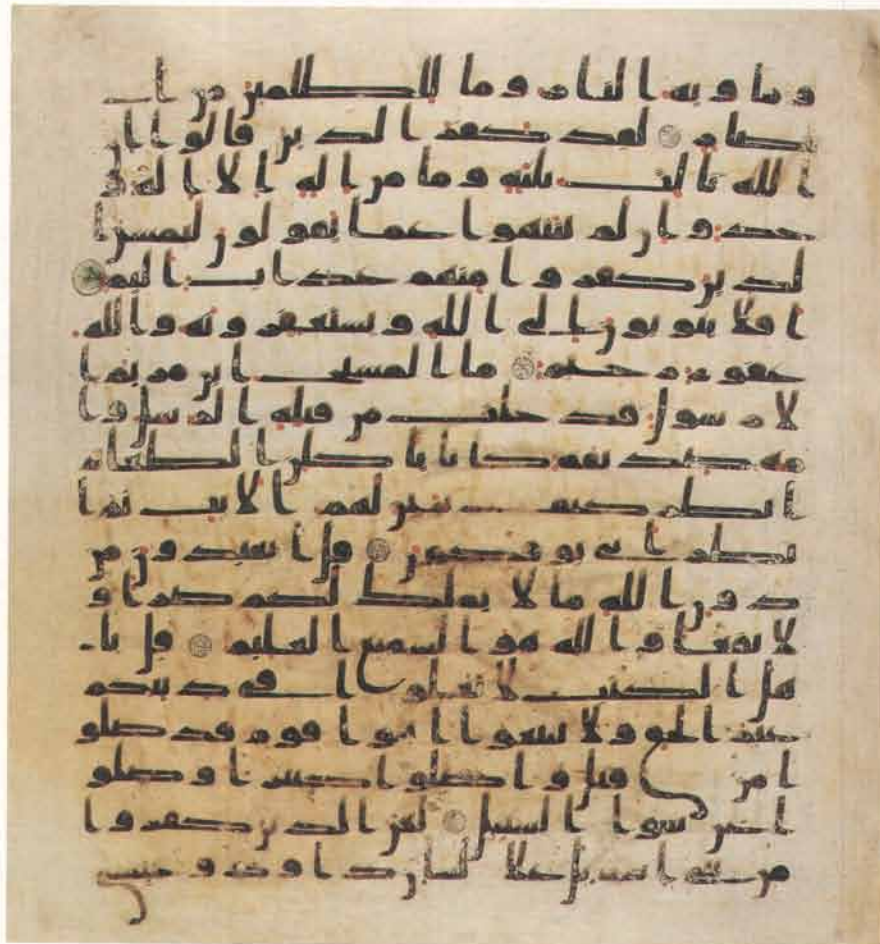 وماويه النار وما للظلمين من ا
نصار لقد كفر الذين قالوا ان
الله ثالث ثلثه وما من اله الا اله و
حد وان لم ينتهوا عما يقولون ليمسن ا
لذين كفروا منهم عذاب اليم
افلا يتوبون الى الله ويستغفرونه والله
غفور رحيم ما المسيح ابن مريم ا
لا رسول قد خلت من قبله الرسل وا
مه صديقه كانا ياكلن الطعام
انظر كيف نبين لهم الايت ثم ا
نظر انى يوفكون قل اتعبدون من
دون الله ما لا يملك لكم ضرا و
لا نفعا والله هو السميع العليم قل يا
هل الكتب لا تغلوا في دينكم
غير الحق ولا تتبعوا اهوا قوم قد ضلو
ا من قبل واضلوا كثيرا وضلو
ا عن سوا السبيل لعن الذين كفروا
من بني اسريل على لسان داود وعيسى